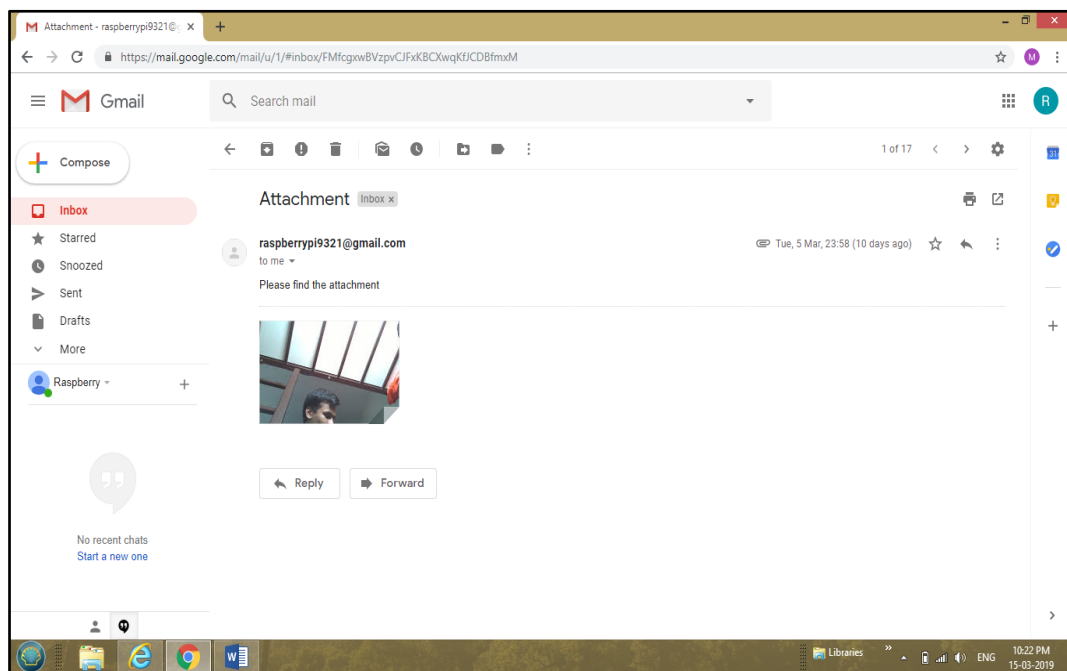 Attachment - raspberrypi9321@g
https://mail.google.com/mail/u/1/#inbox/FMfcgxwBVzpvCJFxKBCXwqKfJCDBfmxM
M
Gmail
Search mail
R
Compose
1 of 17
31
Attachment Inbox x
Inbox
Starred
Snoozed
Sent
Drafts
More
raspberrypi9321@gmail.com
Tue, 5 Mar, 23:58 (10 days ago)
to me
Please find the attachment
Raspberry
Reply
Forward
No recent chats
Start a new one
Libraries
ENG
10:22 PM
15-03-2019